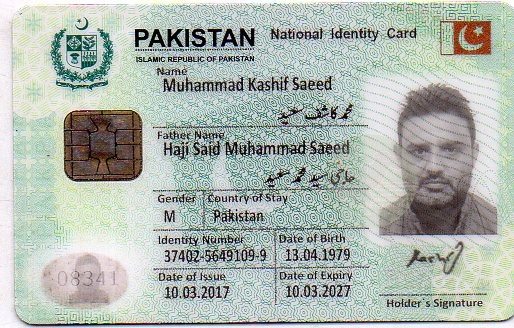 PAKISTAN National Identity Card
ISLAMIC REPUBLIC OF PAKISTAN
Name
Muhammad Kashif Saeed
محمد کاشف سعید
Father Name
Haji Said Muhammad Saeed
حاجی سید محمد سعید
Gender Country of Stay
M Pakistan
Identity Number Date of Birth
37402-5649109-9 13.04.1979
Date of Issue Date of Expiry
10.03.2017 10.03.2027
08341
Holder's Signature